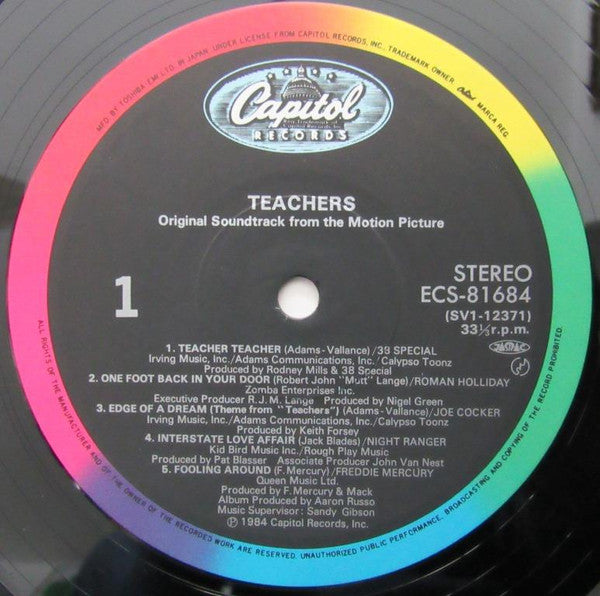 MFD. BY TOSHIBA-EMI LTD. IN JAPAN. UNDER LICENSE FROM CAPITOL RECORDS, INC., TRADEMARK OWNER. Capitol MARCA REG.
Capitol
RECORDS
TEACHERS
Original Soundtrack from the Motion Picture
1
STEREO
ECS-81684
(SV1-12371)
33⅓ r.p.m.
JASRAC
1. TEACHER TEACHER (Adams-Vallance)/38 SPECIAL
Irving Music, Inc./Adams Communications, Inc./Calypso Toonz
Produced by Rodney Mills & 38 Special
2. ONE FOOT BACK IN YOUR DOOR (Robert John "Mutt" Lange)/ROMAN HOLLIDAY
Zomba Enterprises Inc.
Executive Producer R.J.M. Lange Produced by Nigel Green
3. EDGE OF A DREAM (Theme from "Teachers") (Adams-Vallance)/JOE COCKER
Irving Music, Inc./Adams Communications, Inc./Calypso Toonz
Produced by Keith Forsey
4. INTERSTATE LOVE AFFAIR (Jack Blades)/NIGHT RANGER
Kid Bird Music Inc./Rough Play Music
Produced by Pat Blasser Associate Producer John Van Nest
5. FOOLING AROUND (F. Mercury)/FREDDIE MERCURY
Queen Music Ltd.
Produced by F. Mercury & Mack
Album Produced by Aaron Russo
Music Supervisor: Sandy Gibson
Ⓟ1984 Capitol Records, Inc.
ALL RIGHTS OF THE MANUFACTURER AND OF THE OWNER OF THE RECORDED WORK ARE RESERVED. UNAUTHORIZED PUBLIC PERFORMANCE, BROADCASTING AND COPYING OF THE RECORD PROHIBITED.